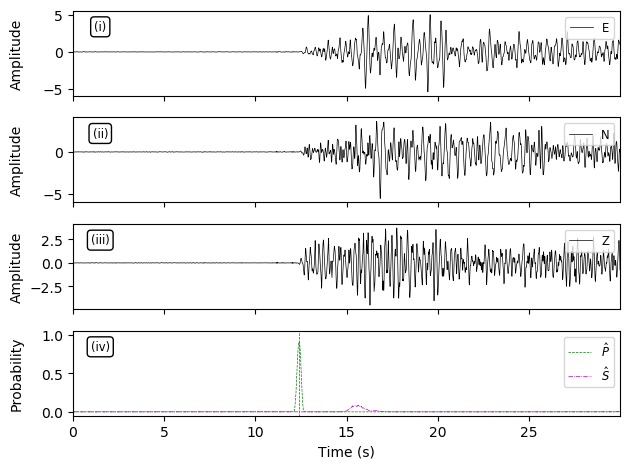 5
0
−5
Amplitude
(i)
E
0
−5
Amplitude
(ii)
N
2.5
0.0
−2.5
Amplitude
(iii)
Z
1.0
0.5
0.0
Probability
(iv)
P̂
Ŝ
0 5 10 15 20 25
Time (s)